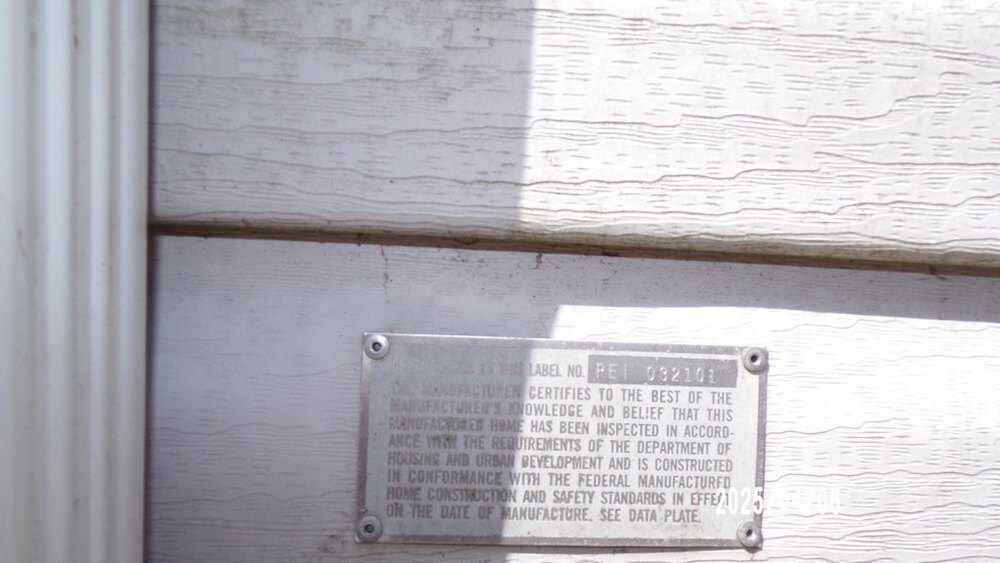 AT THIS LABEL NO. PEI 032101
THE MANUFACTURER CERTIFIES TO THE BEST OF THE
MANUFACTURER'S KNOWLEDGE AND BELIEF THAT THIS
MANUFACTURED HOME HAS BEEN INSPECTED IN ACCORD-
ANCE WITH THE REQUIREMENTS OF THE DEPARTMENT OF
HOUSING AND URBAN DEVELOPMENT AND IS CONSTRUCTED
IN CONFORMANCE WITH THE FEDERAL MANUFACTURED
HOME CONSTRUCTION AND SAFETY STANDARDS IN EFFECT
ON THE DATE OF MANUFACTURE. SEE DATA PLATE.